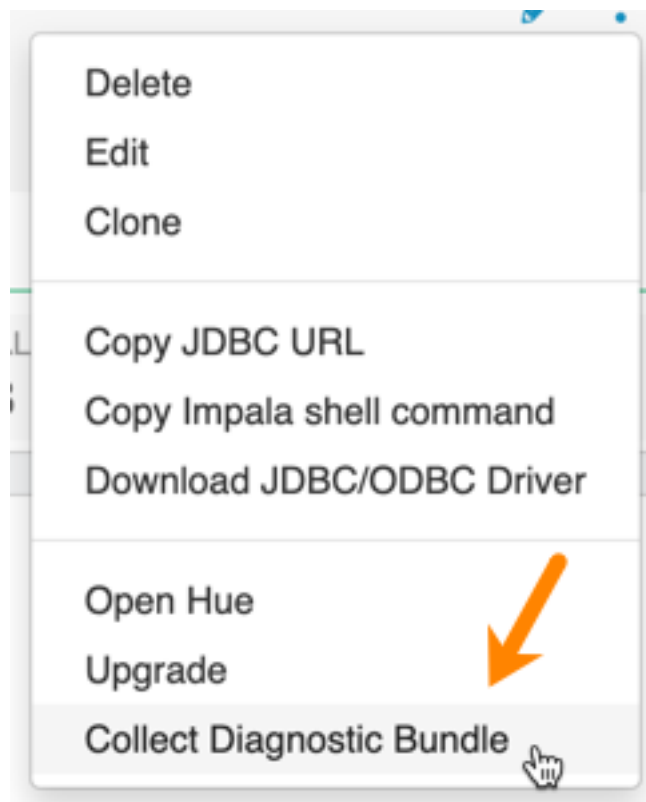 Delete
Edit
Clone
Copy JDBC URL
Copy Impala shell command
Download JDBC/ODBC Driver
Open Hue
Upgrade
Collect Diagnostic Bundle